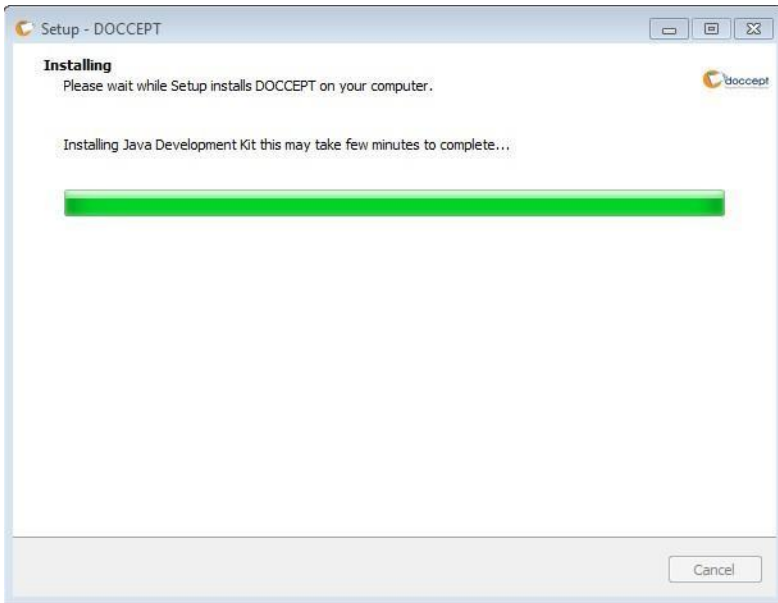 Setup - DOCCEPT
Installing
Please wait while Setup installs DOCCEPT on your computer.
doccept
Installing Java Development Kit this may take few minutes to complete...
Cancel